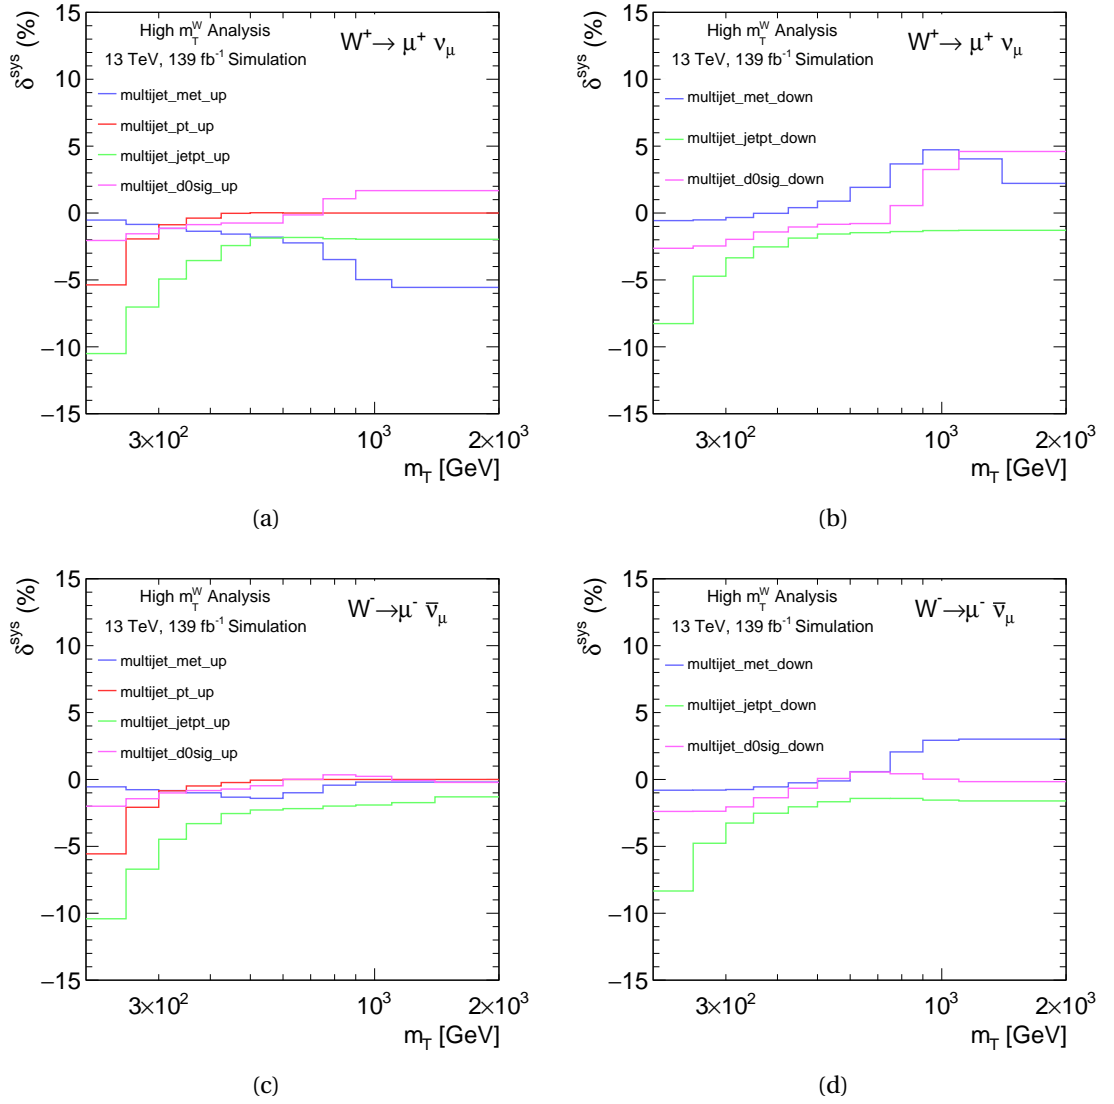 δ^sys (%)
High m_T^W Analysis
13 TeV, 139 fb⁻¹ Simulation
W⁺→ μ⁺ ν_μ
multijet_met_up
multijet_pt_up
multijet_jetpt_up
multijet_d0sig_up
15
10
5
0
−5
−10
−15
3×10² 10³ 2×10³
m_T [GeV]
(a)
δ^sys (%)
High m_T^W Analysis
13 TeV, 139 fb⁻¹ Simulation
W⁺→ μ⁺ ν_μ
multijet_met_down
multijet_jetpt_down
multijet_d0sig_down
15
10
5
0
−5
−10
−15
3×10² 10³ 2×10³
m_T [GeV]
(b)
δ^sys (%)
High m_T^W Analysis
13 TeV, 139 fb⁻¹ Simulation
W⁻→μ⁻ ν̅_μ
multijet_met_up
multijet_pt_up
multijet_jetpt_up
multijet_d0sig_up
15
10
5
0
−5
−10
−15
3×10² 10³ 2×10³
m_T [GeV]
(c)
δ^sys (%)
High m_T^W Analysis
13 TeV, 139 fb⁻¹ Simulation
W⁻→μ⁻ ν̅_μ
multijet_met_down
multijet_jetpt_down
multijet_d0sig_down
15
10
5
0
−5
−10
−15
3×10² 10³ 2×10³
m_T [GeV]
(d)